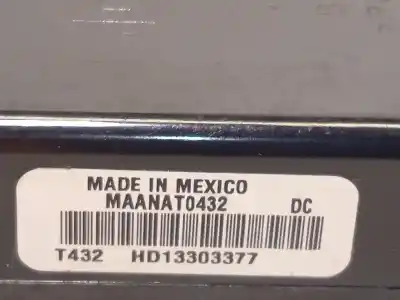 MADE IN MEXICO
MAANAT0432 DC
T432 HD13303377